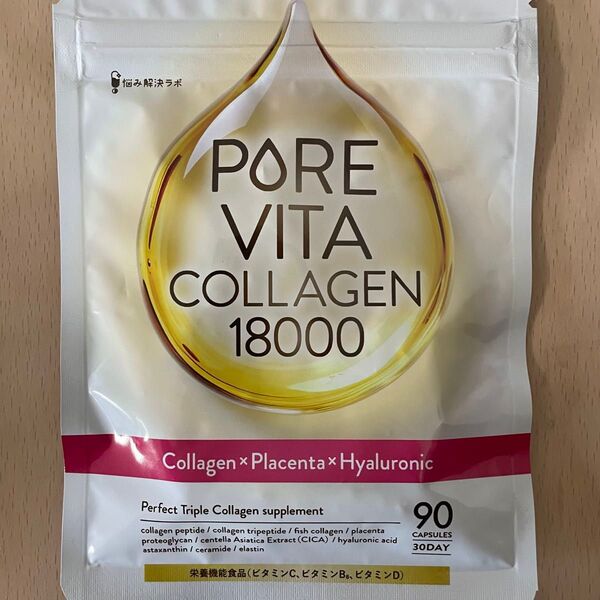 悩み解決ラボ
PORE
VITA
COLLAGEN
18000
Collagen×Placenta×Hyaluronic
Perfect Triple Collagen supplement
collagen peptide / collagen tripeptide / fish collagen / placenta
proteoglycan / centella Asiatica Extract (CICA) / hyaluronic acid
astaxanthin / ceramide / elastin
90
CAPSULES
30DAY
栄養機能食品(ビタミンC、ビタミンB₆、ビタミンD)